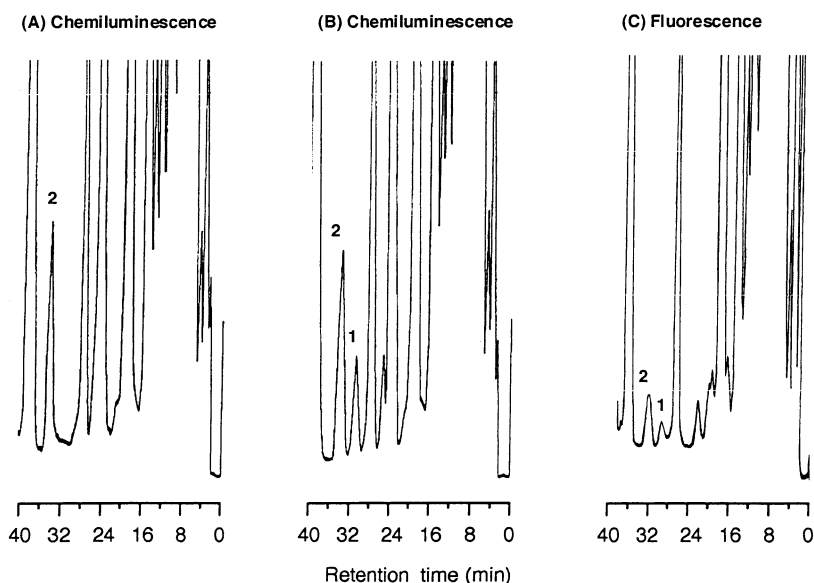 (A) Chemiluminescence
(B) Chemiluminescence
(C) Fluorescence
2
2
1
2
1
40 32 24 16 8 0
40 32 24 16 8 0
40 32 24 16 8 0
Retention time (min)